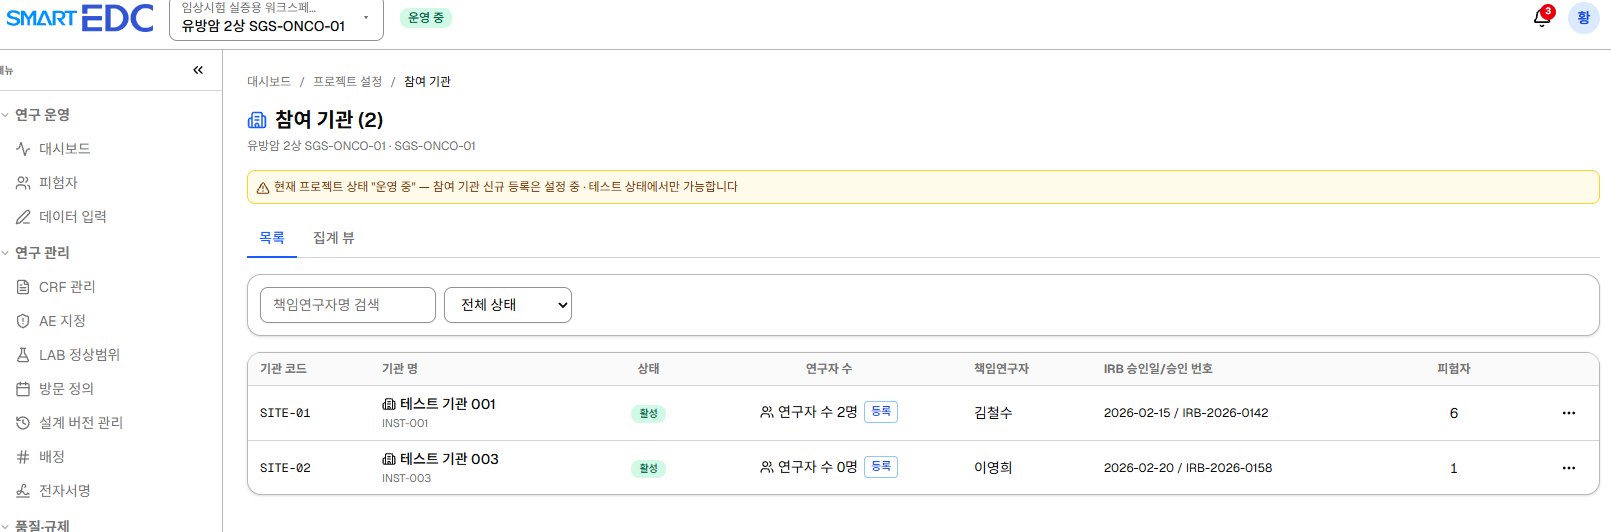 SMART EDC
임상시험 실증용 워크스페...
유방암 2상 SGS-ONCO-01
운영 중
3
황
메뉴
연구 운영
대시보드
피험자
데이터 입력
연구 관리
CRF 관리
AE 지정
LAB 정상범위
방문 정의
설계 버전 관리
배정
전자서명
품질·규제
대시보드 / 프로젝트 설정 / 참여 기관
참여 기관 (2)
유방암 2상 SGS-ONCO-01 · SGS-ONCO-01
현재 프로젝트 상태 "운영 중" — 참여 기관 신규 등록은 설정 중 · 테스트 상태에서만 가능합니다
목록 집계 뷰
책임연구자명 검색 전체 상태
기관 코드 기관 명 상태 연구자 수 책임연구자 IRB 승인일/승인 번호 피험자
SITE-01 테스트 기관 001 활성 연구자 수 2명 등록 김철수 2026-02-15 / IRB-2026-0142 6
INST-001
SITE-02 테스트 기관 003 활성 연구자 수 0명 등록 이영희 2026-02-20 / IRB-2026-0158 1
INST-003